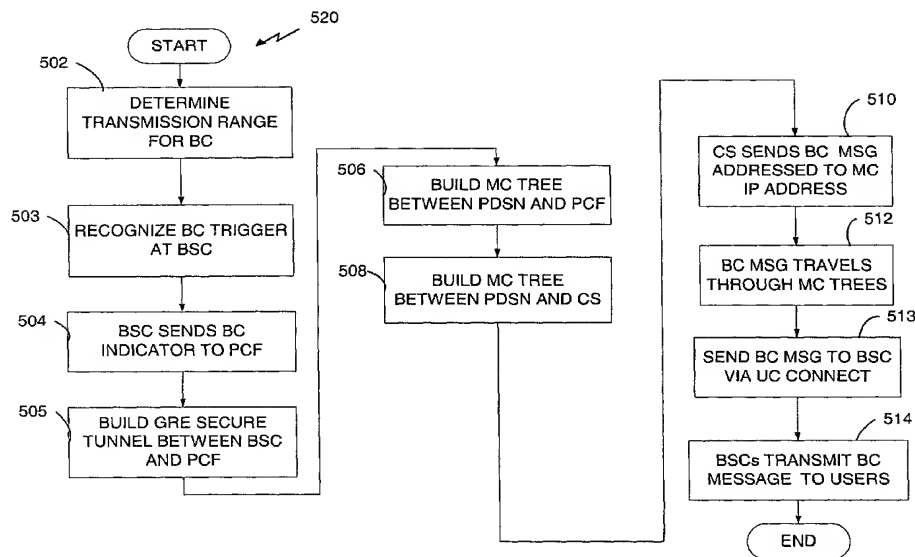 START
520
502
DETERMINE
TRANSMISSION RANGE
FOR BC
503
RECOGNIZE BC TRIGGER
AT BSC
504
BSC SENDS BC
INDICATOR TO PCF
505
BUILD GRE SECURE
TUNNEL BETWEEN BSC
AND PCF
506
BUILD MC TREE
BETWEEN PDSN AND PCF
508
BUILD MC TREE
BETWEEN PDSN AND CS
510
CS SENDS BC MSG
ADDRESSED TO MC
IP ADDRESS
512
BC MSG TRAVELS
THROUGH MC TREES
513
SEND BC MSG TO BSC
VIA UC CONNECT
514
BSCs TRANSMIT BC
MESSAGE TO USERS
END